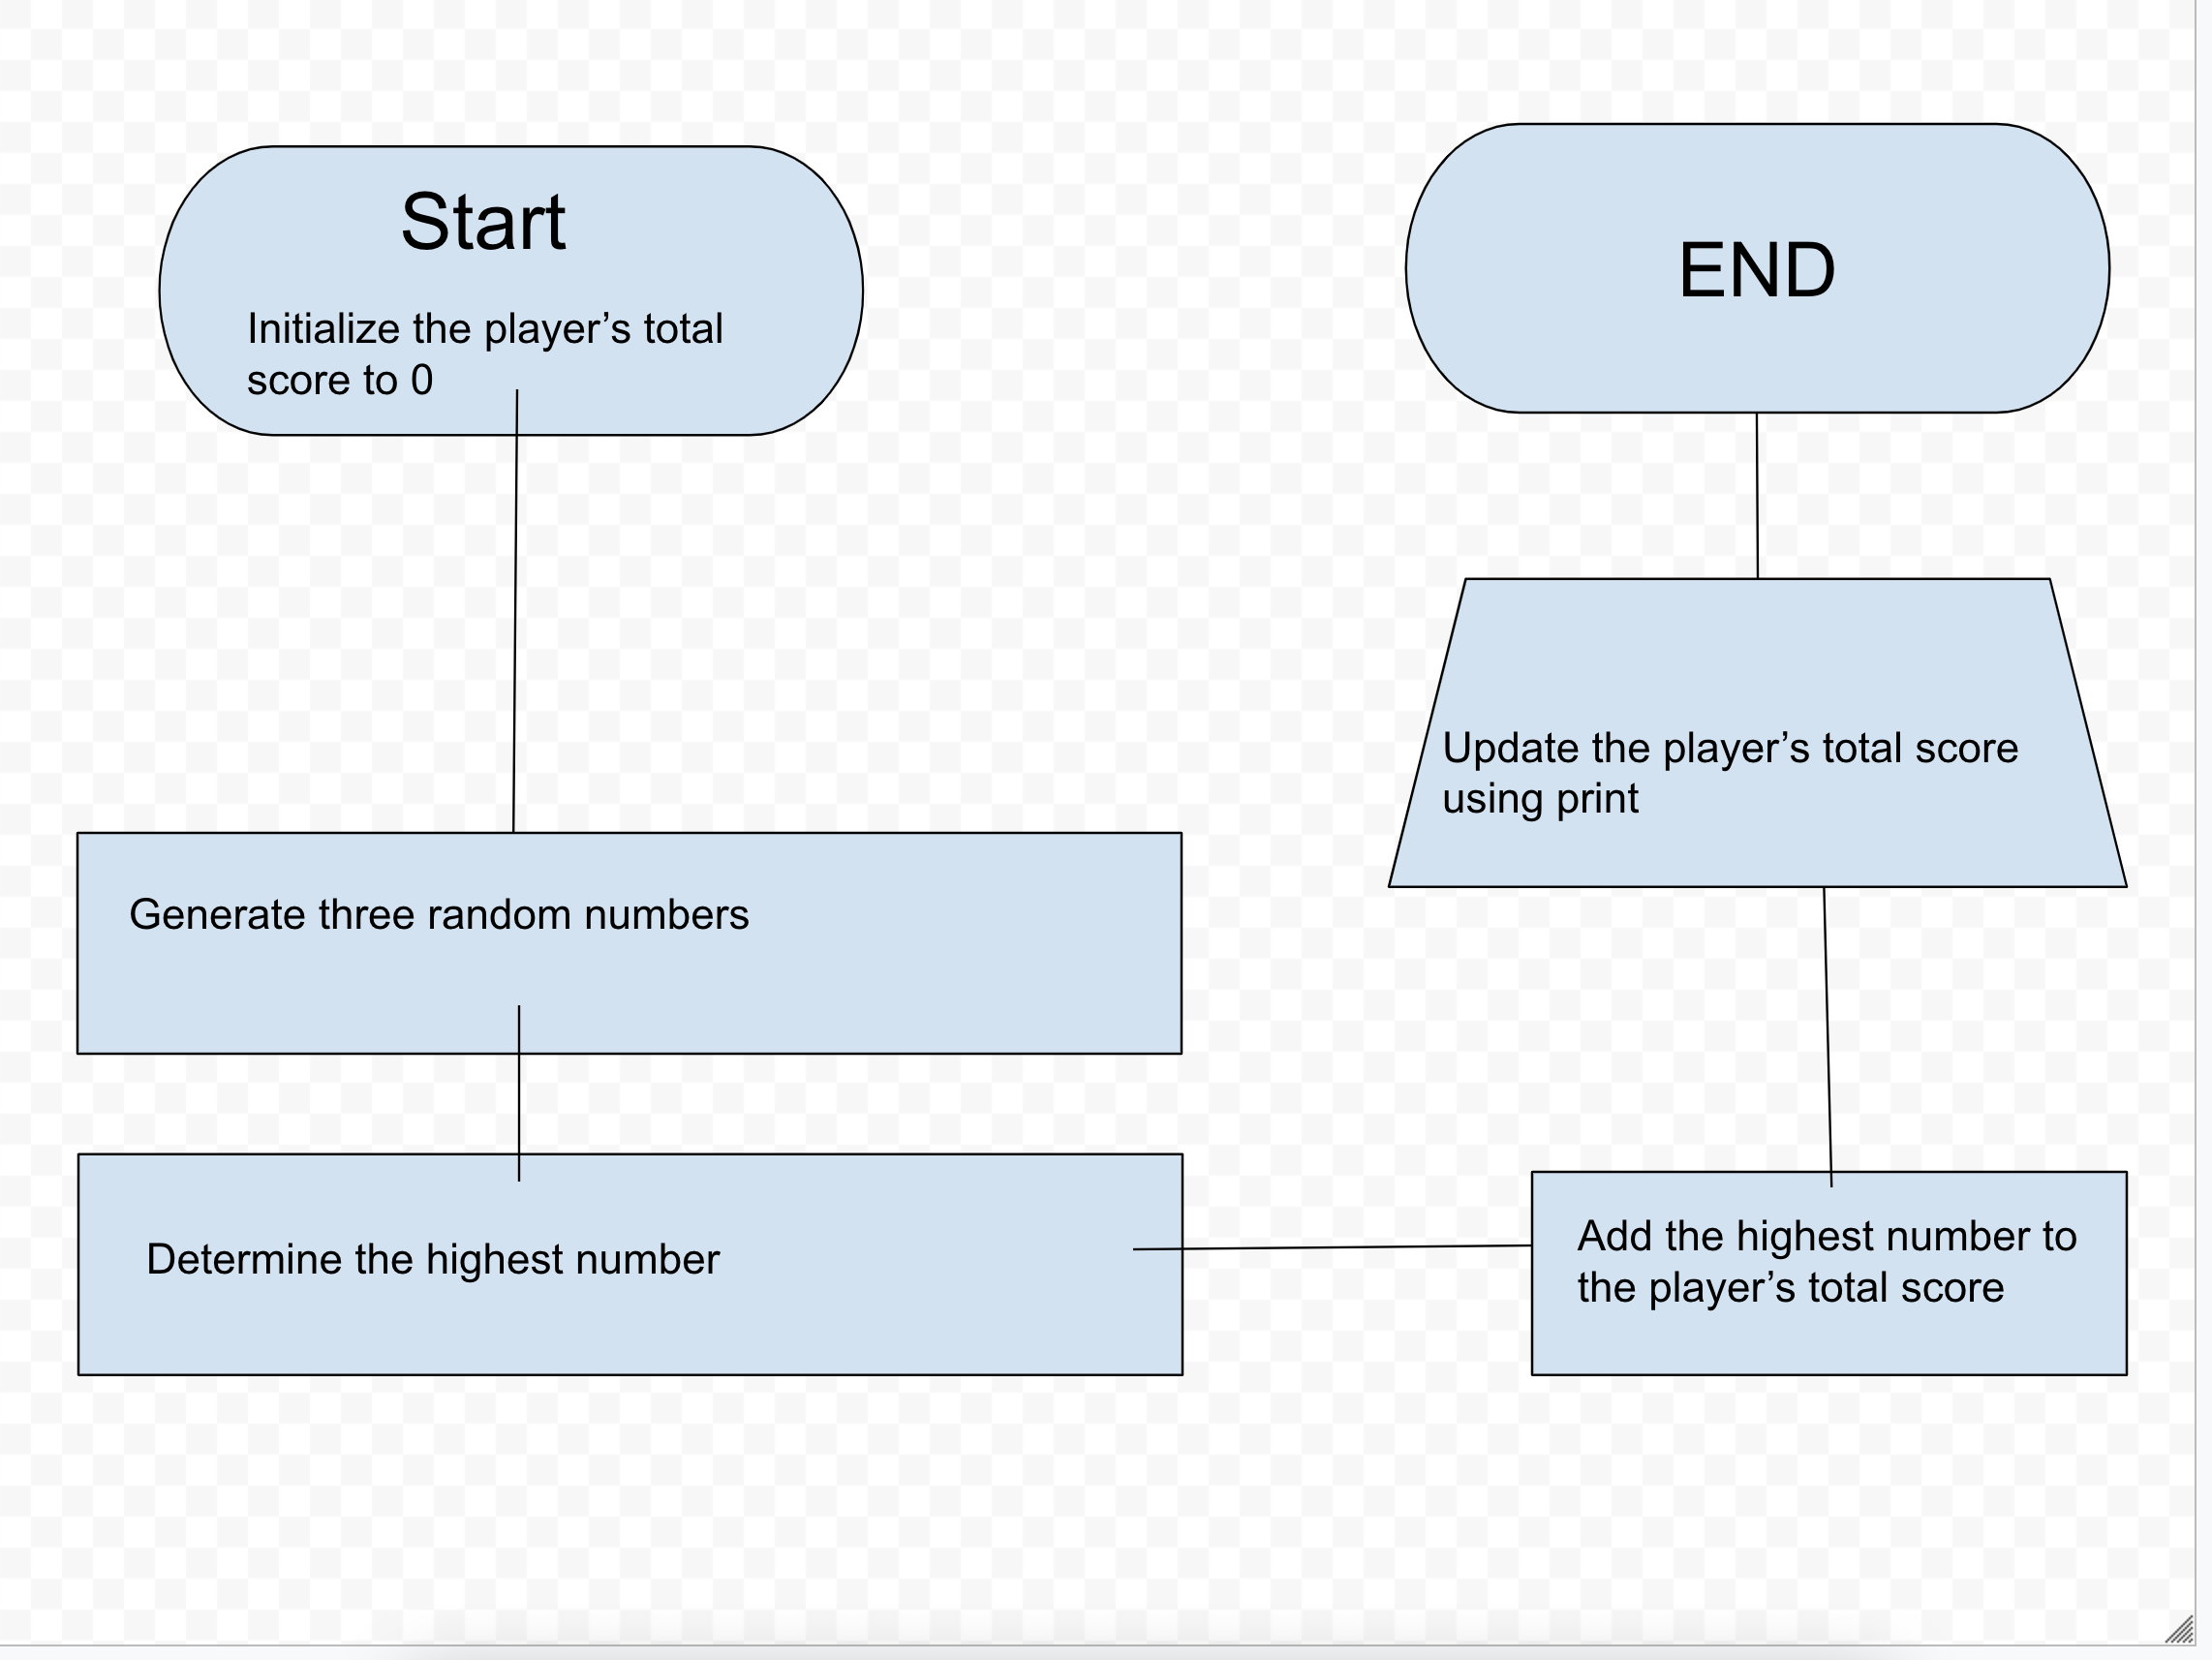 Start
Initialize the player’s total
score to 0
Generate three random numbers
Determine the highest number
Add the highest number to
the player’s total score
Update the player’s total score
using print
END